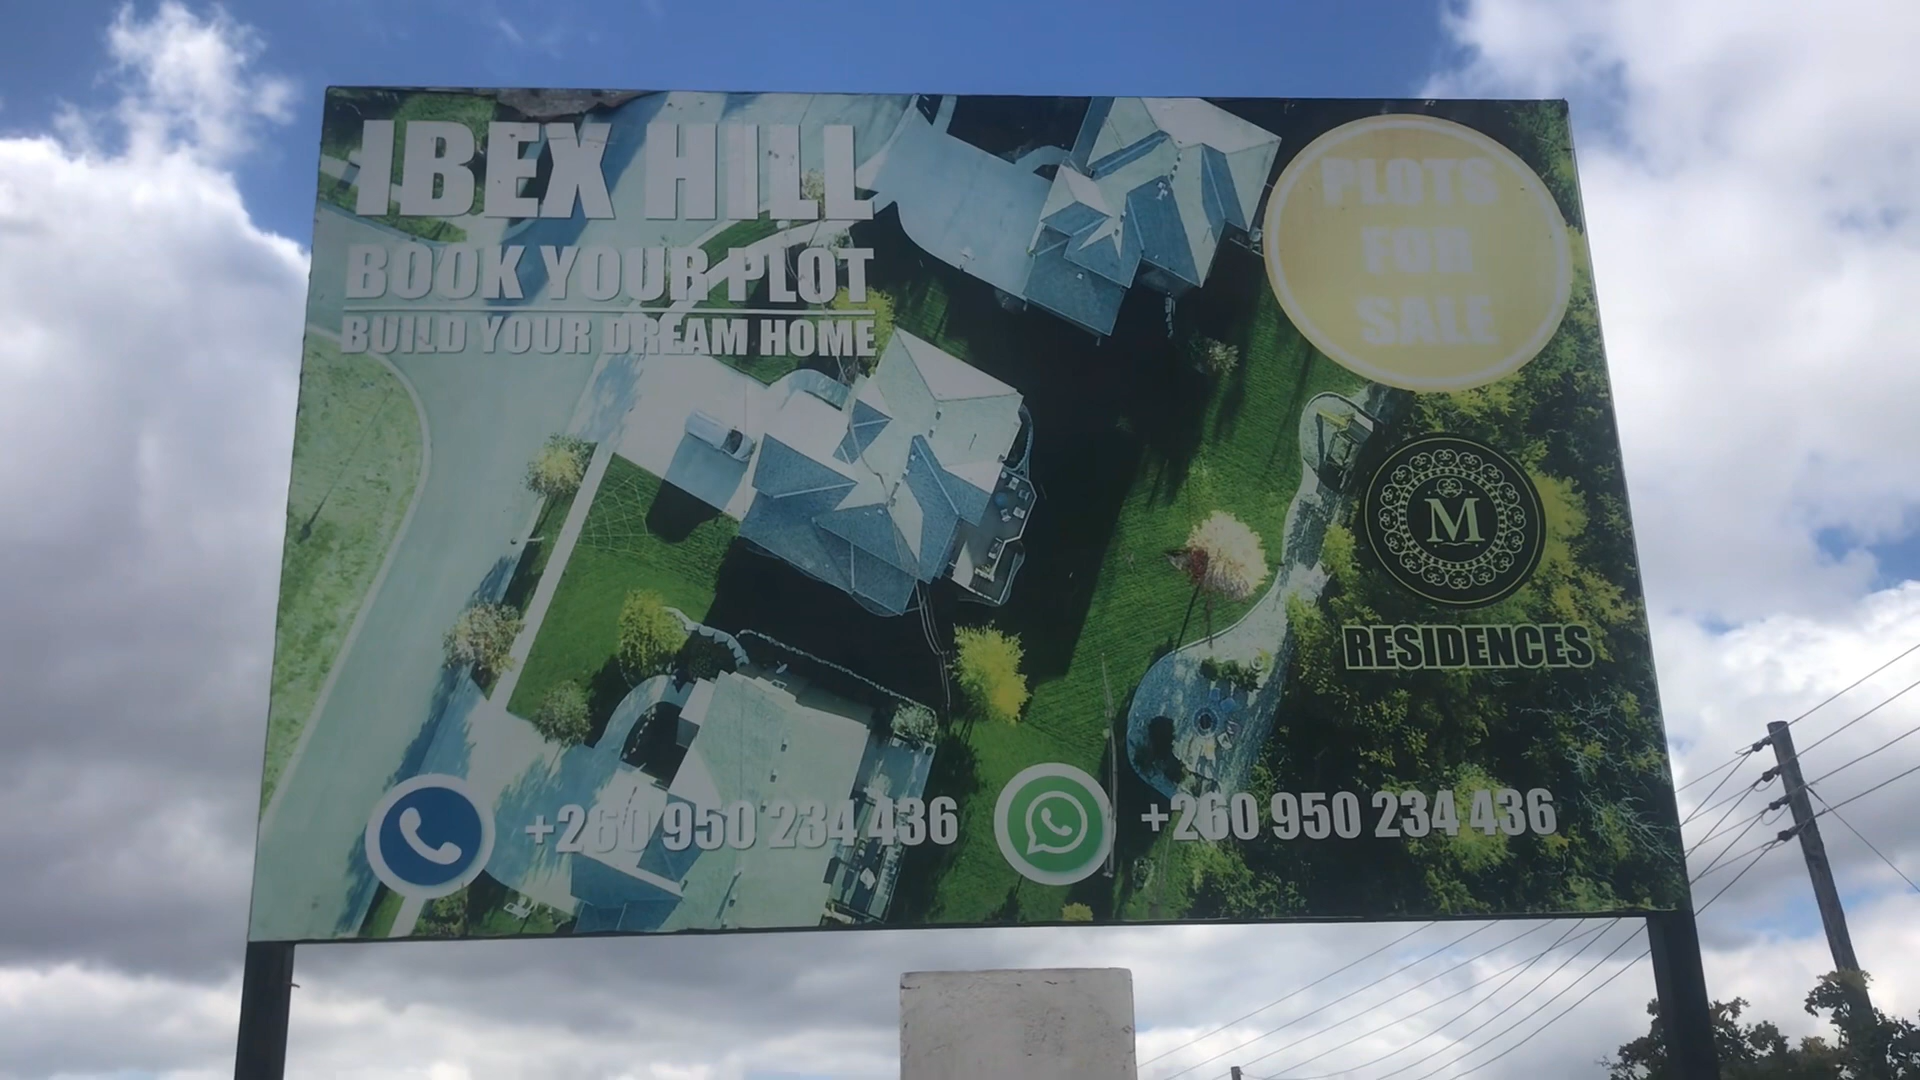 IBEX HILL
BOOK YOUR PLOT
BUILD YOUR DREAM HOME
PLOTS
FOR
SALE
M
RESIDENCES
+260 950 234 436
+260 950 234 436